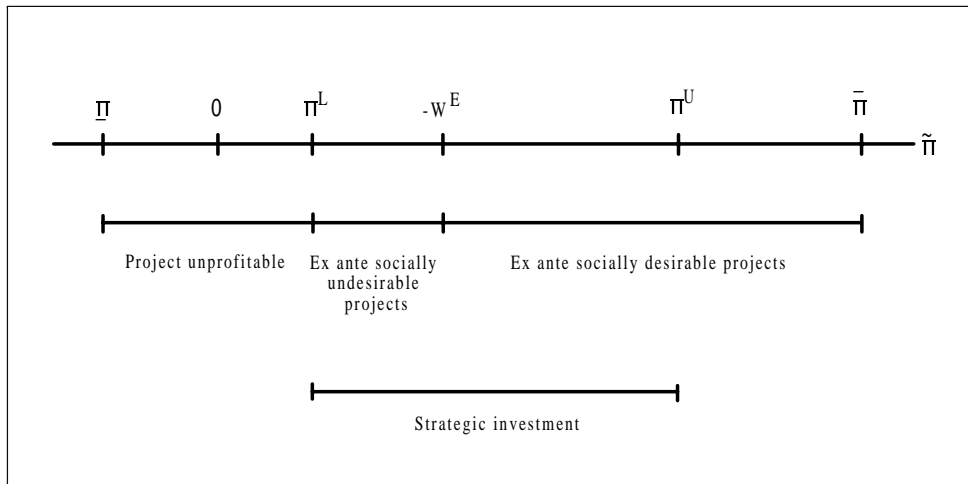 Π̲ 0 Π^L -W^E Π^U Π̄
Π̃
Project unprofitable Ex ante socially Ex ante socially desirable projects
undesirable
projects
Strategic investment